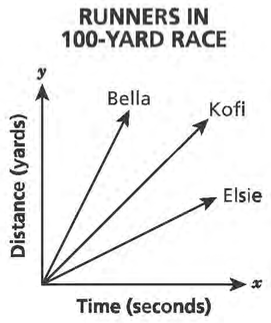 RUNNERS IN
100-YARD RACE
y
Bella
Kofi
Elsie
Distance (yards)
x
Time (seconds)